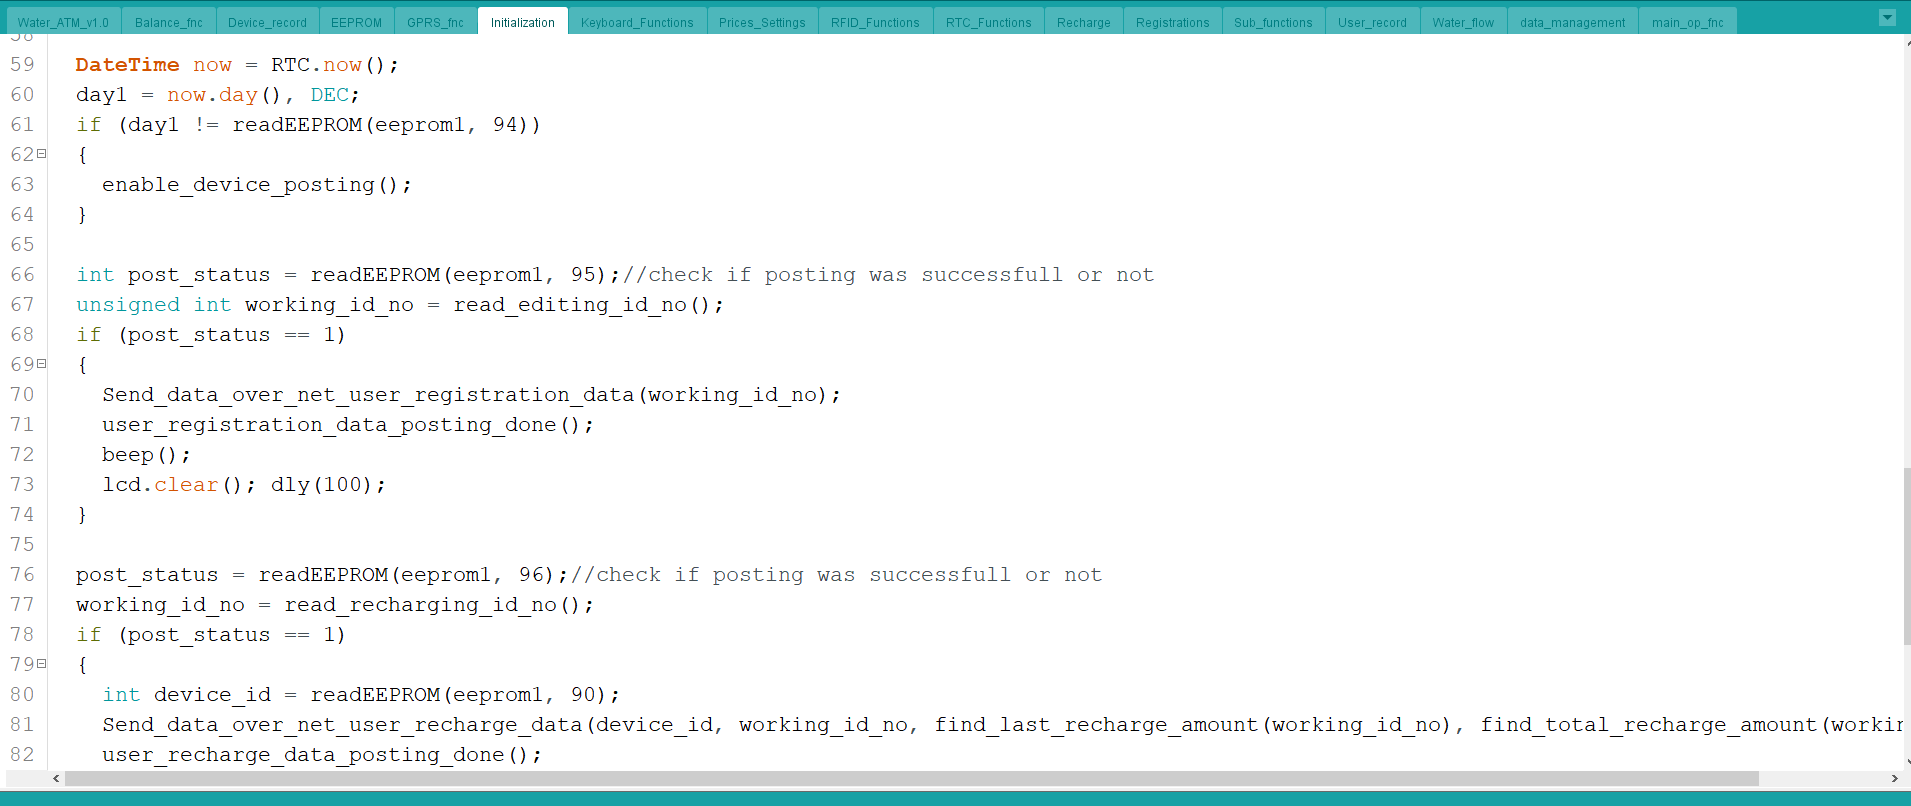 Water_ATM_v1.0 Balance_fnc Device_record EEPROM GPRS_fnc Initialization Keyboard_Functions Prices_Settings RFID_Functions RTC_Functions Recharge Registrations Sub_functions User_record Water_flow data_management main_op_fnc
58
59 DateTime now = RTC.now();
60 day1 = now.day(), DEC;
61 if (day1 != readEEPROM(eeprom1, 94))
62 {
63 enable_device_posting();
64 }
65
66 int post_status = readEEPROM(eeprom1, 95);//check if posting was successfull or not
67 unsigned int working_id_no = read_editing_id_no();
68 if (post_status == 1)
69 {
70 Send_data_over_net_user_registration_data(working_id_no);
71 user_registration_data_posting_done();
72 beep();
73 lcd.clear(); dly(100);
74 }
75
76 post_status = readEEPROM(eeprom1, 96);//check if posting was successfull or not
77 working_id_no = read_recharging_id_no();
78 if (post_status == 1)
79 {
80 int device_id = readEEPROM(eeprom1, 90);
81 Send_data_over_net_user_recharge_data(device_id, working_id_no, find_last_recharge_amount(working_id_no), find_total_recharge_amount(workin
82 user_recharge_data_posting_done();